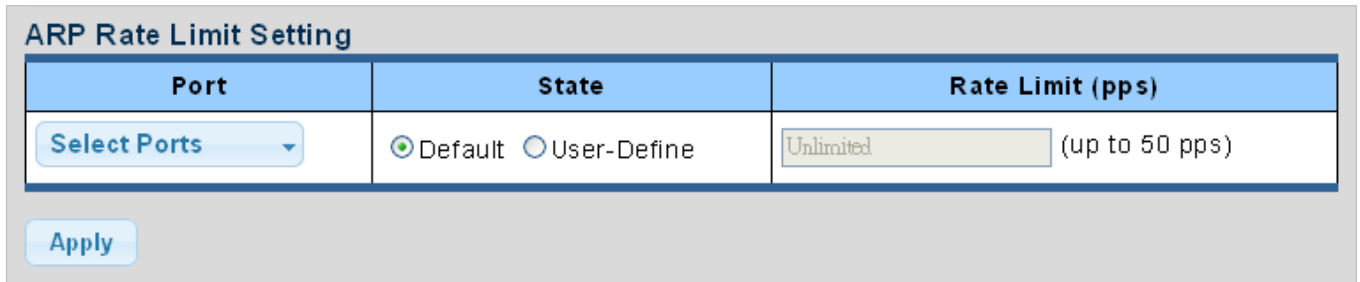 ARP Rate Limit Setting
Port State Rate Limit (pps)
Select Ports Default User-Define Unlimited (up to 50 pps)
Apply